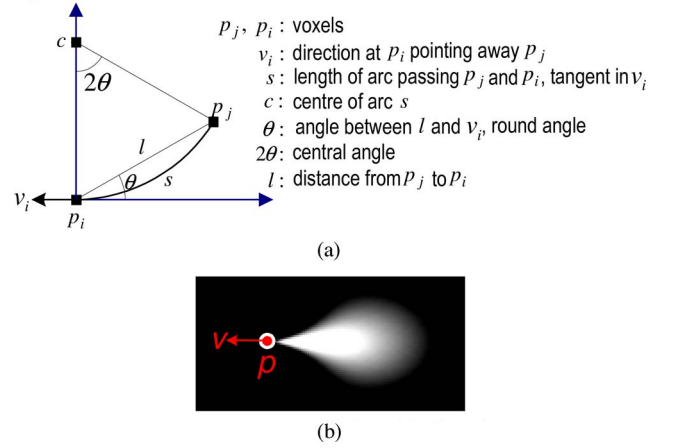 c
2θ
p_j
l
θ
s
v_i
p_i
p_j, p_i : voxels
v_i: direction at p_i pointing away p_j
s: length of arc passing p_j and p_i, tangent in v_i
c: centre of arc s
θ: angle between l and v_i, round angle
2θ: central angle
l: distance from p_j to p_i
(a)
v
p
(b)